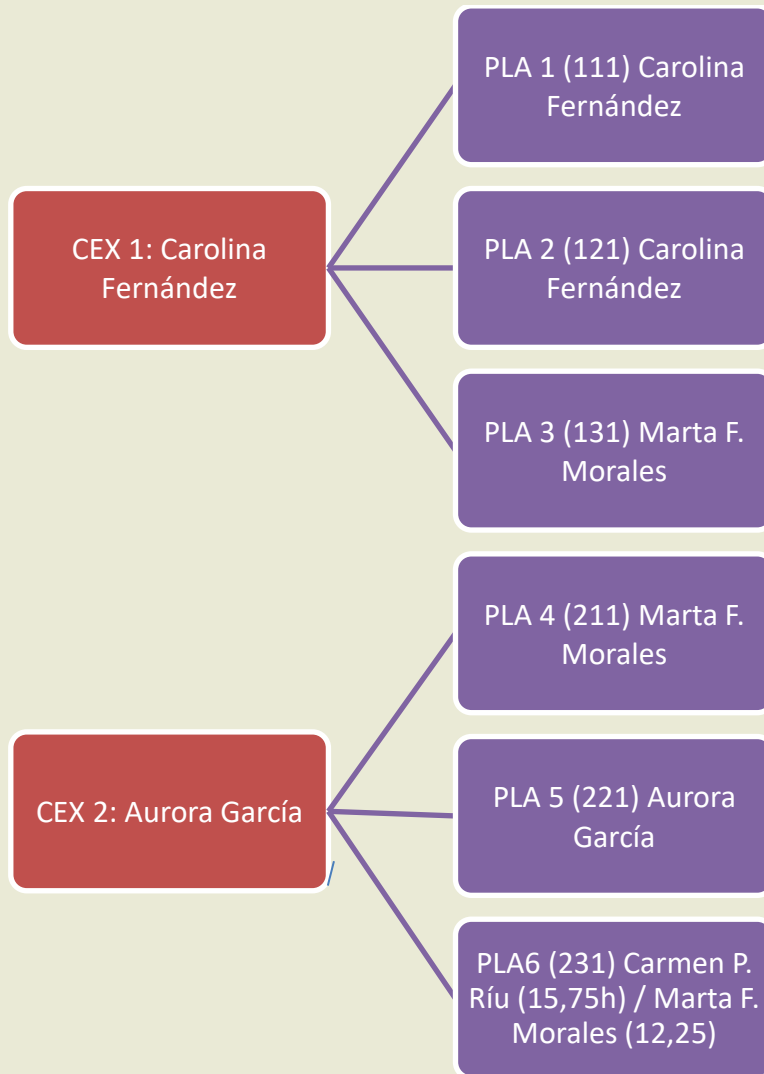 PLA 1 (111) Carolina
Fernández
CEX 1: Carolina
Fernández
PLA 2 (121) Carolina
Fernández
PLA 3 (131) Marta F.
Morales
PLA 4 (211) Marta F.
Morales
CEX 2: Aurora García
PLA 5 (221) Aurora
García
PLA6 (231) Carmen P.
Ríu (15,75h) / Marta F.
Morales (12,25)